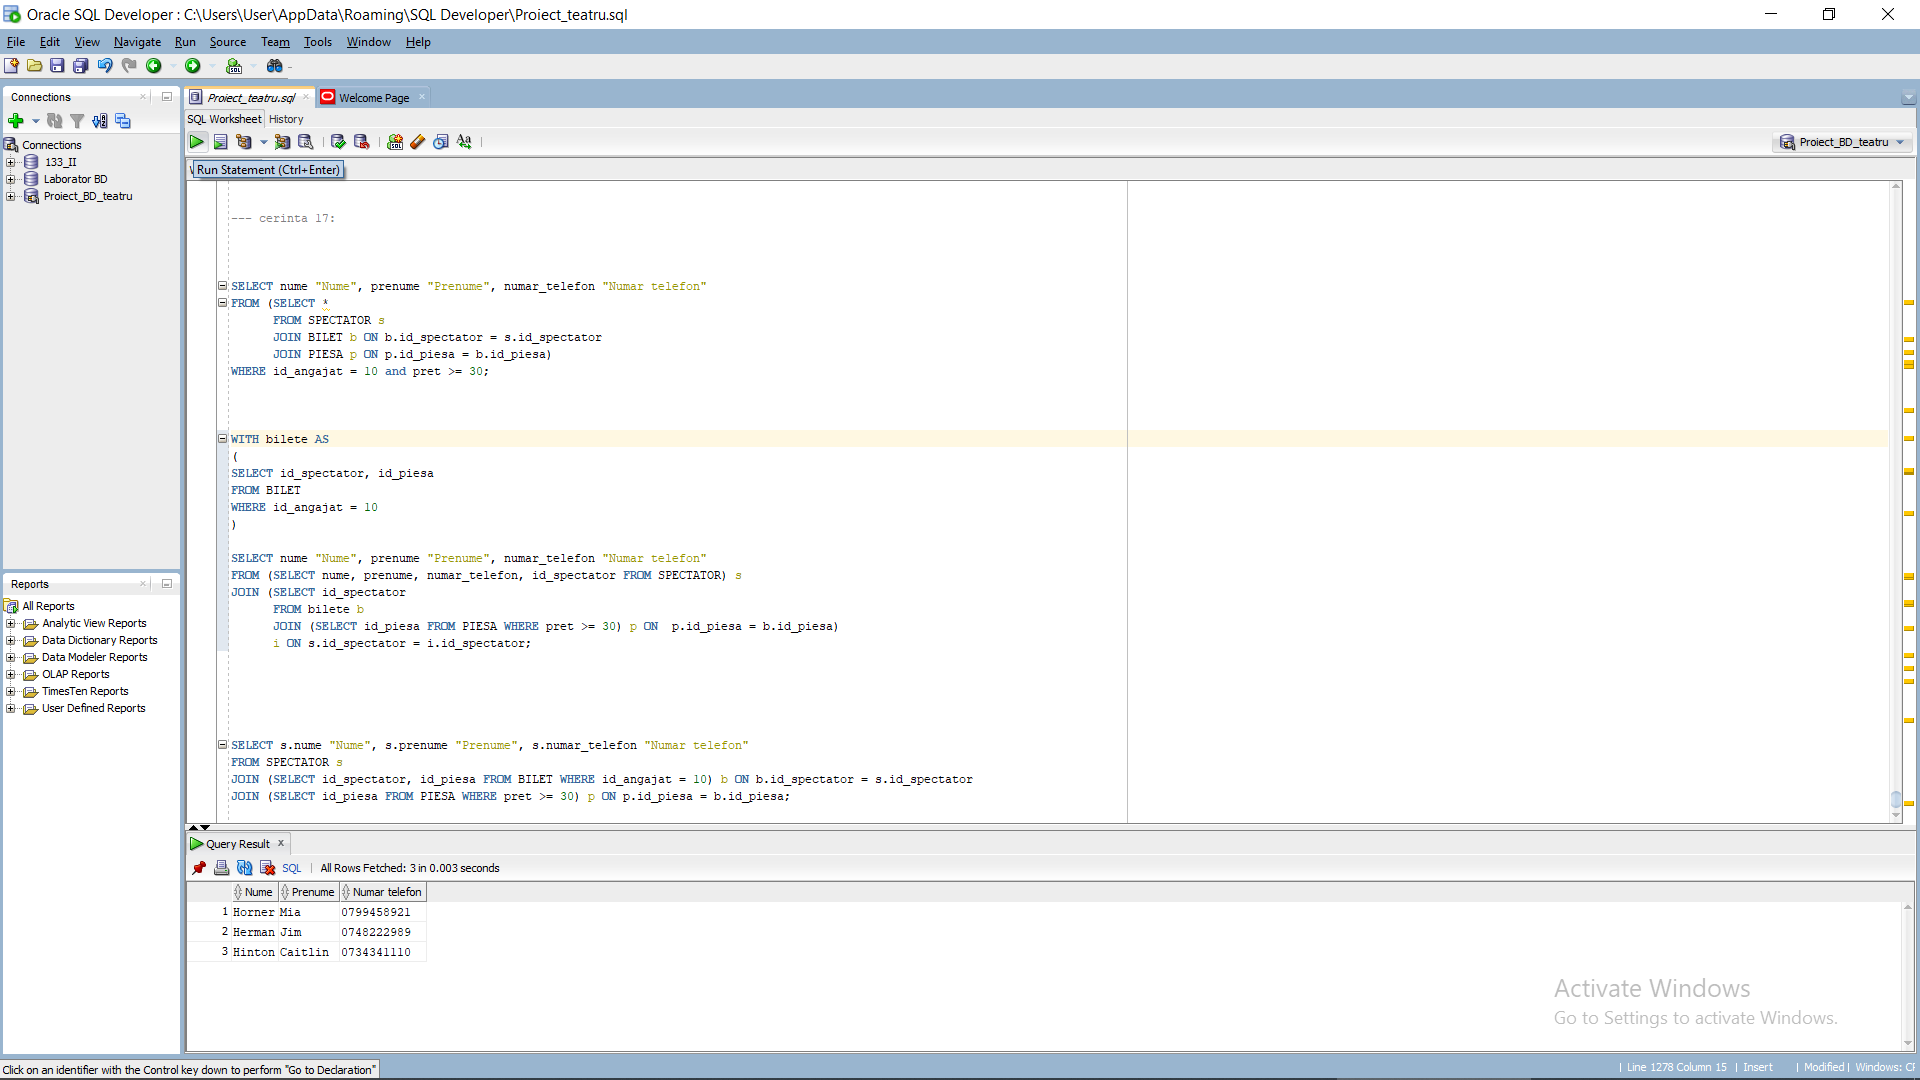 Oracle SQL Developer : C:\Users\User\AppData\Roaming\SQL Developer\Proiect_teatru.sql
File Edit View Navigate Run Source Team Tools Window Help
Connections
Proiect_teatru.sql Welcome Page
SQL Worksheet History
Proiect_BD_teatru
Run Statement (Ctrl+Enter)
Connections
133_II
Laborator BD
Proiect_BD_teatru
--- cerinta 17:
SELECT nume "Nume", prenume "Prenume", numar_telefon "Numar telefon"
FROM (SELECT *
FROM SPECTATOR s
JOIN BILET b ON b.id_spectator = s.id_spectator
JOIN PIESA p ON p.id_piesa = b.id_piesa)
WHERE id_angajat = 10 and pret >= 30;
WITH bilete AS
(
SELECT id_spectator, id_piesa
FROM BILET
WHERE id_angajat = 10
)
SELECT nume "Nume", prenume "Prenume", numar_telefon "Numar telefon"
FROM (SELECT nume, prenume, numar_telefon, id_spectator FROM SPECTATOR) s
JOIN (SELECT id_spectator
FROM bilete b
JOIN (SELECT id_piesa FROM PIESA WHERE pret >= 30) p ON  p.id_piesa = b.id_piesa)
i ON s.id_spectator = i.id_spectator;
SELECT s.nume "Nume", s.prenume "Prenume", s.numar_telefon "Numar telefon"
FROM SPECTATOR s
JOIN (SELECT id_spectator, id_piesa FROM BILET WHERE id_angajat = 10) b ON b.id_spectator = s.id_spectator
JOIN (SELECT id_piesa FROM PIESA WHERE pret >= 30) p ON p.id_piesa = b.id_piesa;
Reports
All Reports
Analytic View Reports
Data Dictionary Reports
Data Modeler Reports
OLAP Reports
TimesTen Reports
User Defined Reports
Query Result
SQL | All Rows Fetched: 3 in 0.003 seconds
Nume Prenume Numar telefon
1 Horner Mia 0799458921
2 Herman Jim 0748222989
3 Hinton Caitlin 0734341110
Activate Windows
Go to Settings to activate Windows.
Click on an identifier with the Control key down to perform "Go to Declaration"
| Line 1278 Column 15 | Insert | Modified | Windows: